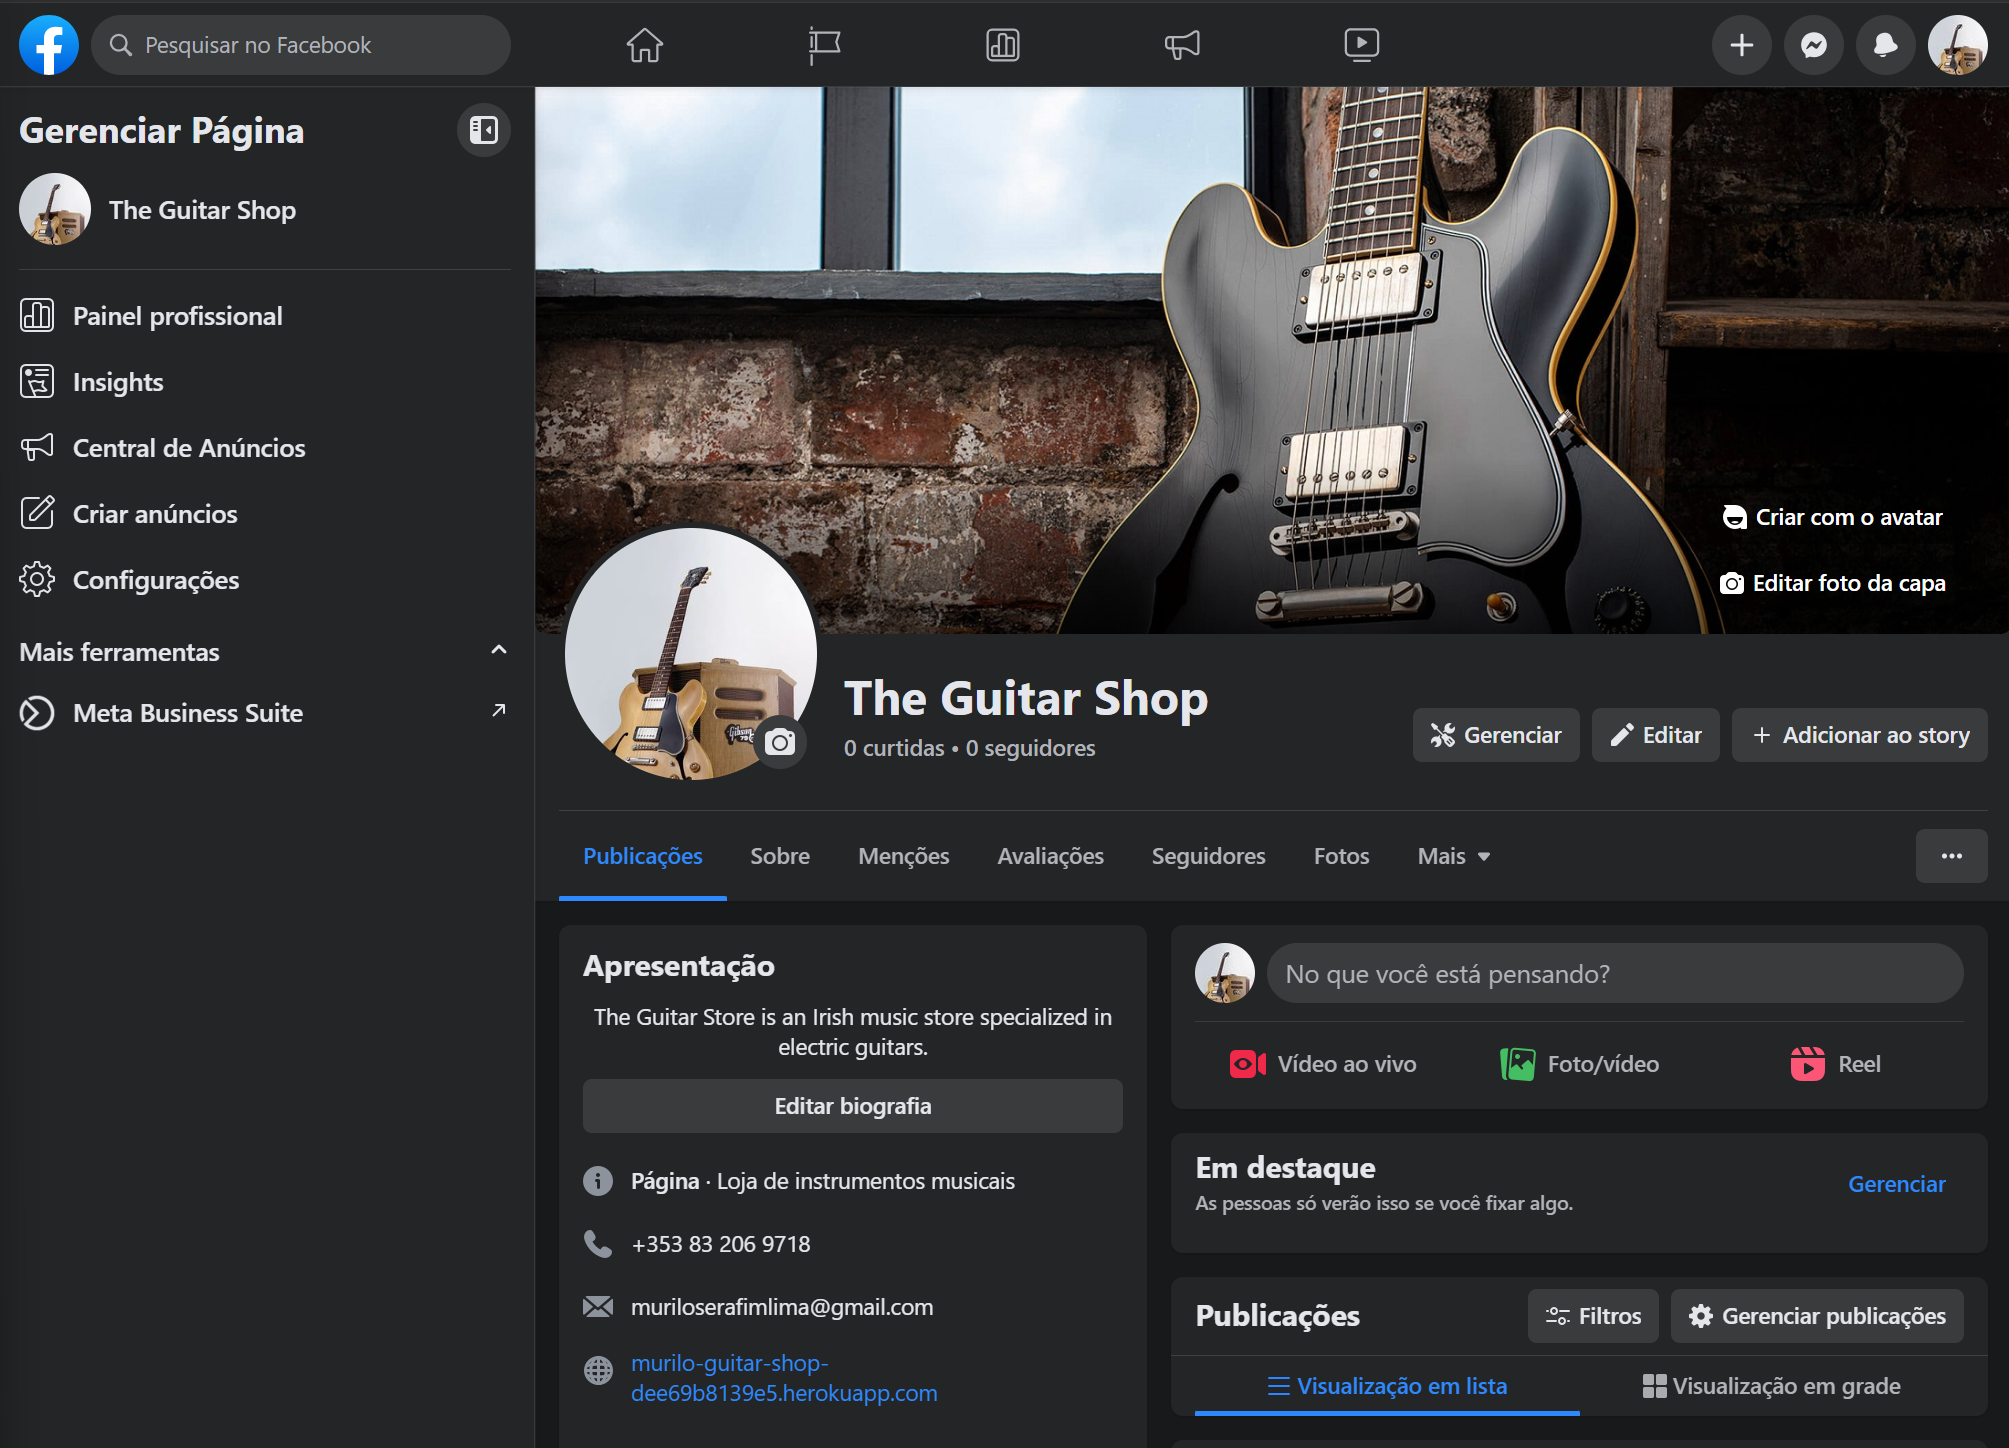 Pesquisar no Facebook
Gerenciar Página
The Guitar Shop
Painel profissional
Insights
Central de Anúncios
Criar anúncios
Configurações
Mais ferramentas
Meta Business Suite
Criar com o avatar
Editar foto da capa
The Guitar Shop
0 curtidas • 0 seguidores
Gerenciar
Editar
Adicionar ao story
Publicações
Sobre
Menções
Avaliações
Seguidores
Fotos
Mais
Apresentação
The Guitar Store is an Irish music store specialized in
electric guitars.
Editar biografia
Página · Loja de instrumentos musicais
+353 83 206 9718
muriloserafimlima@gmail.com
murilo-guitar-shop-
dee69b8139e5.herokuapp.com
No que você está pensando?
Vídeo ao vivo
Foto/vídeo
Reel
Em destaque
As pessoas só verão isso se você fixar algo.
Gerenciar
Publicações
Filtros
Gerenciar publicações
Visualização em lista
Visualização em grade